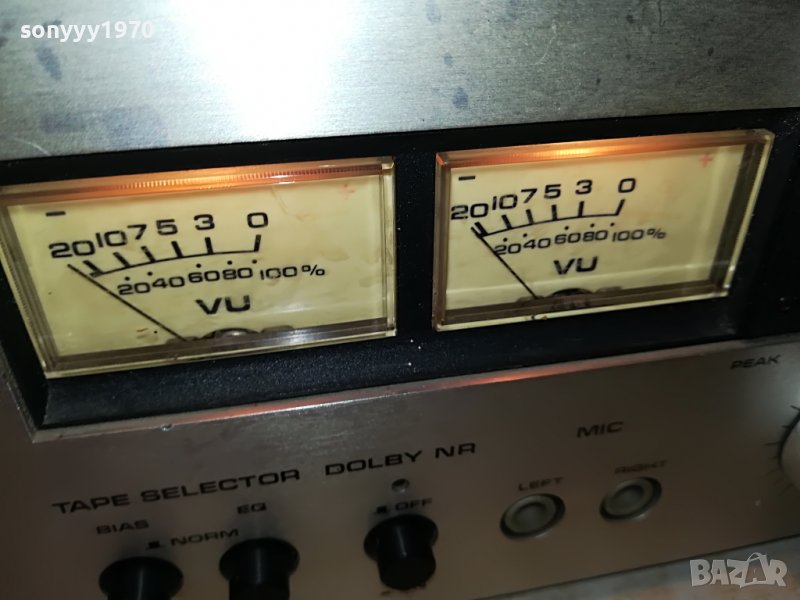 sonyyy1970
- +
20 10 7 5 3 0
20 40 60 80 100%
VU
- +
20 10 7 5 3 0
20 40 60 80 100%
VU
PEAK
TAPE SELECTOR DOLBY NR MIC
BIAS EQ OFF LEFT RIGHT
NORM
BAZAR